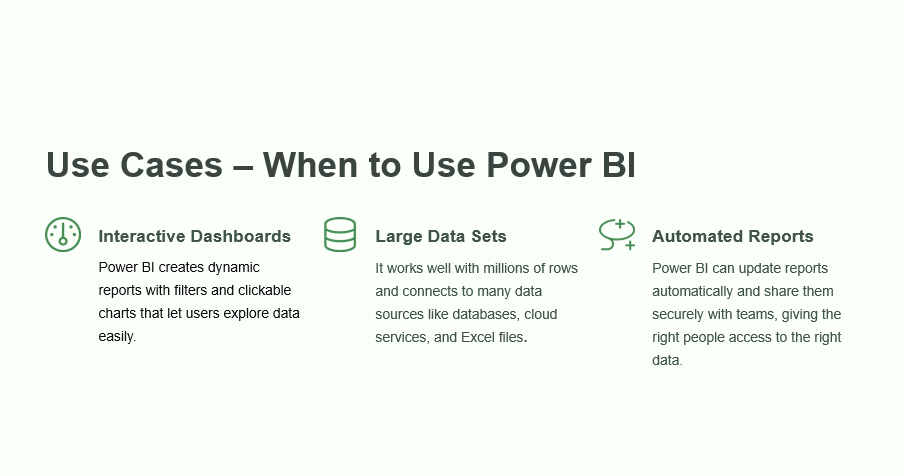 Use Cases – When to Use Power BI
Interactive Dashboards
Power BI creates dynamic
reports with filters and clickable
charts that let users explore data
easily.
Large Data Sets
It works well with millions of rows
and connects to many data
sources like databases, cloud
services, and Excel files.
Automated Reports
Power BI can update reports
automatically and share them
securely with teams, giving the
right people access to the right
data.